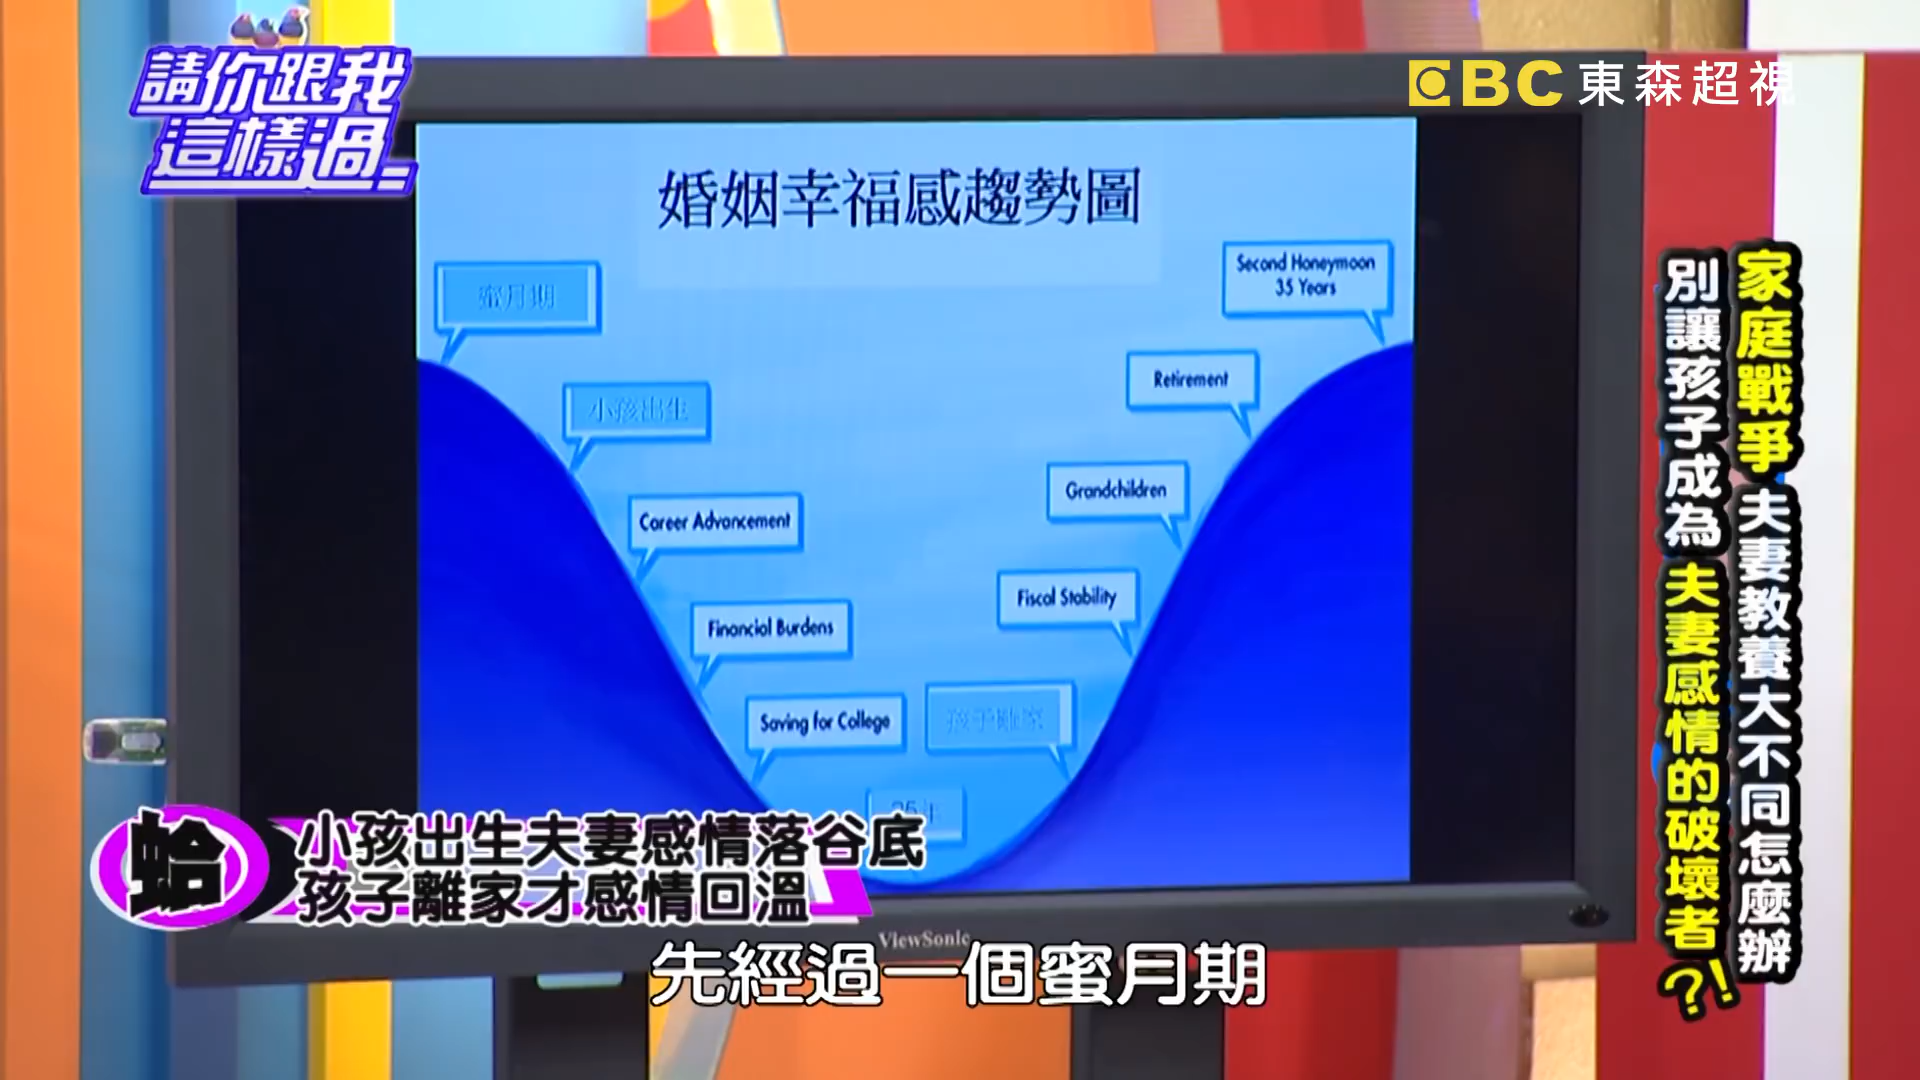 請你跟我
這樣過
EBC 東森超視
婚姻幸福感趨勢圖
蜜月期
小孩出生
Career Advancement
Financial Burdens
Saving for College
孩子離家
Fiscal Stability
Grandchildren
Retirement
Second Honeymoon
35 Years
家庭戰爭 夫妻教養大不同怎麼辦
別讓孩子成為 夫妻感情的破壞者?!
蛤
小孩出生夫妻感情落谷底
孩子離家才感情回溫
ViewSonic
先經過一個蜜月期